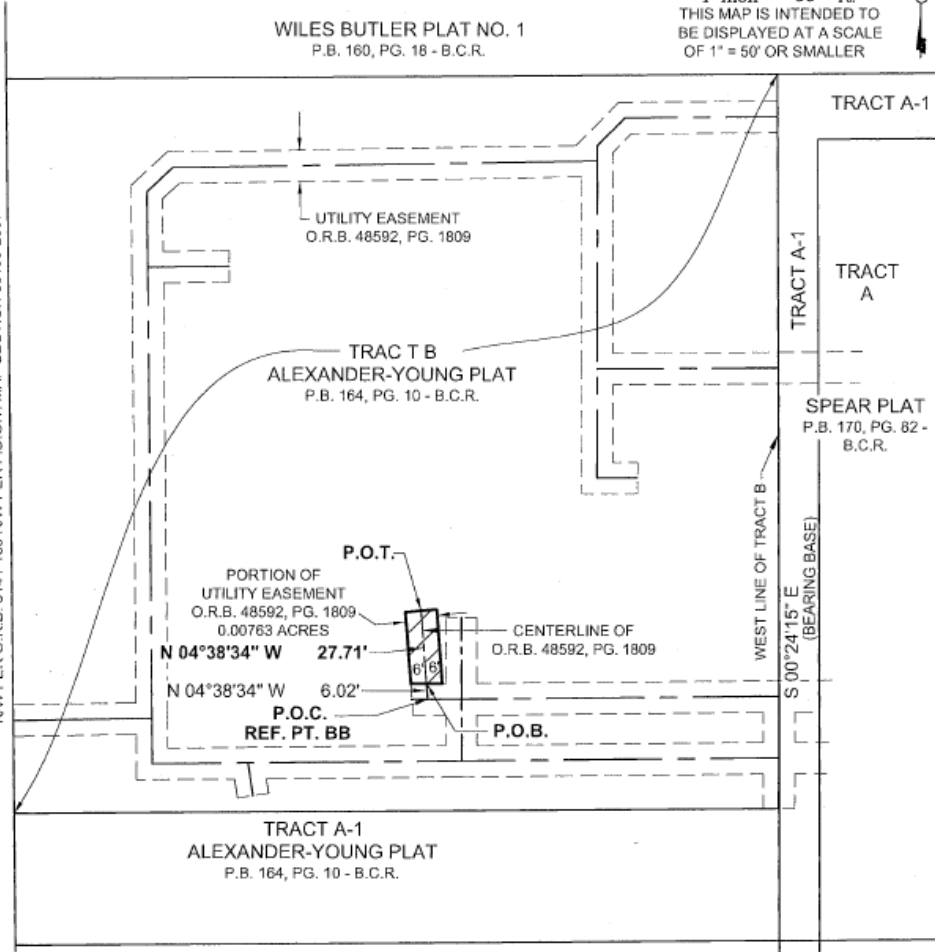 WILES BUTLER PLAT NO. 1
P.B. 160, PG. 18 - B.C.R.
THIS MAP IS INTENDED TO
BE DISPLAYED AT A SCALE
OF 1" = 50' OR SMALLER
TRACT A-1
UTILITY EASEMENT
O.R.B. 48592, PG. 1809
TRACT A-1
TRACT
A
TRAC T B
ALEXANDER-YOUNG PLAT
P.B. 164, PG. 10 - B.C.R.
SPEAR PLAT
P.B. 170, PG. 82 -
B.C.R.
WEST LINE OF TRACT B
S 00°24'15" E
(BEARING BASE)
P.O.T.
PORTION OF
UTILITY EASEMENT
O.R.B. 48592, PG. 1809
0.00763 ACRES
N 04°38'34" W 27.71'
CENTERLINE OF
O.R.B. 48592, PG. 1809
6' 6'
N 04°38'34" W 6.02'
P.O.C.
REF. PT. BB
P.O.B.
TRACT A-1
ALEXANDER-YOUNG PLAT
P.B. 164, PG. 10 - B.C.R.